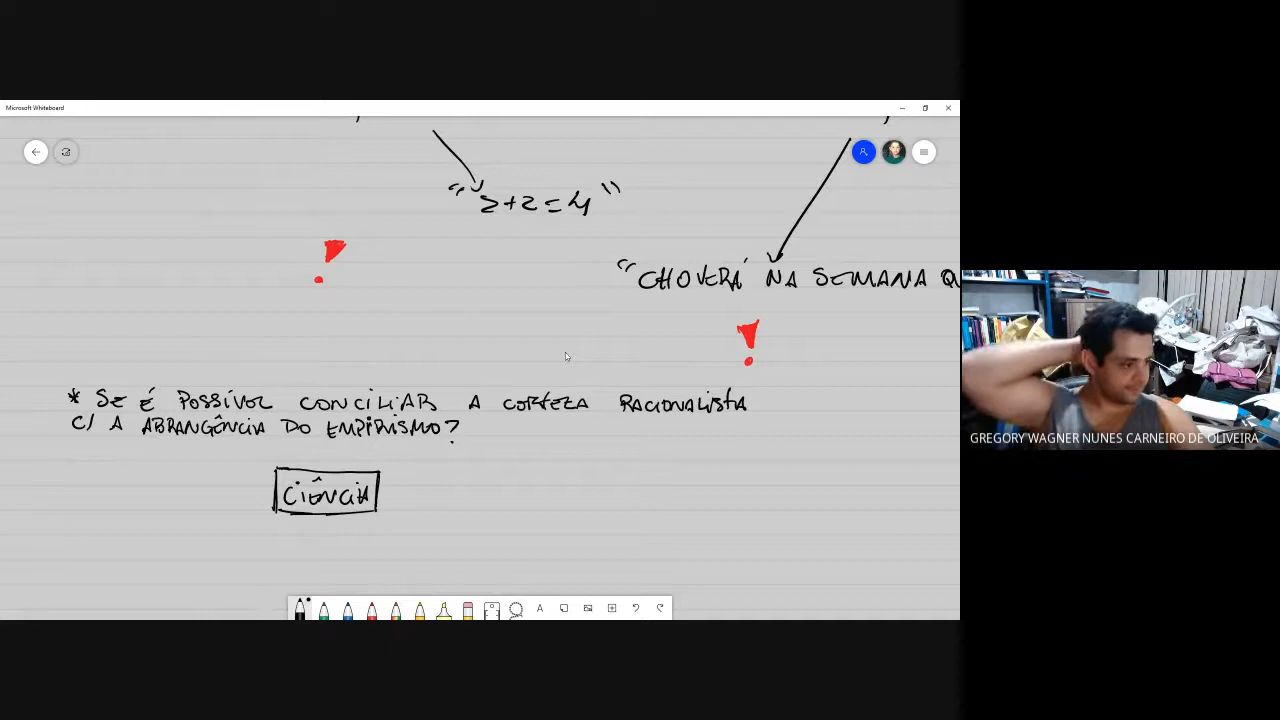 Microsoft Whiteboard
"2+2=4"
"CHOVERÁ NA SEMANA QU
* SE É POSSÍVEL CONCILIAR A CERTEZA RACIONALISTA
C/ A ABRANGÊNCIA DO EMPIRISMO?
CIÊNCIA
GREGORY WAGNER NUNES CARNEIRO DE OLIVEIRA